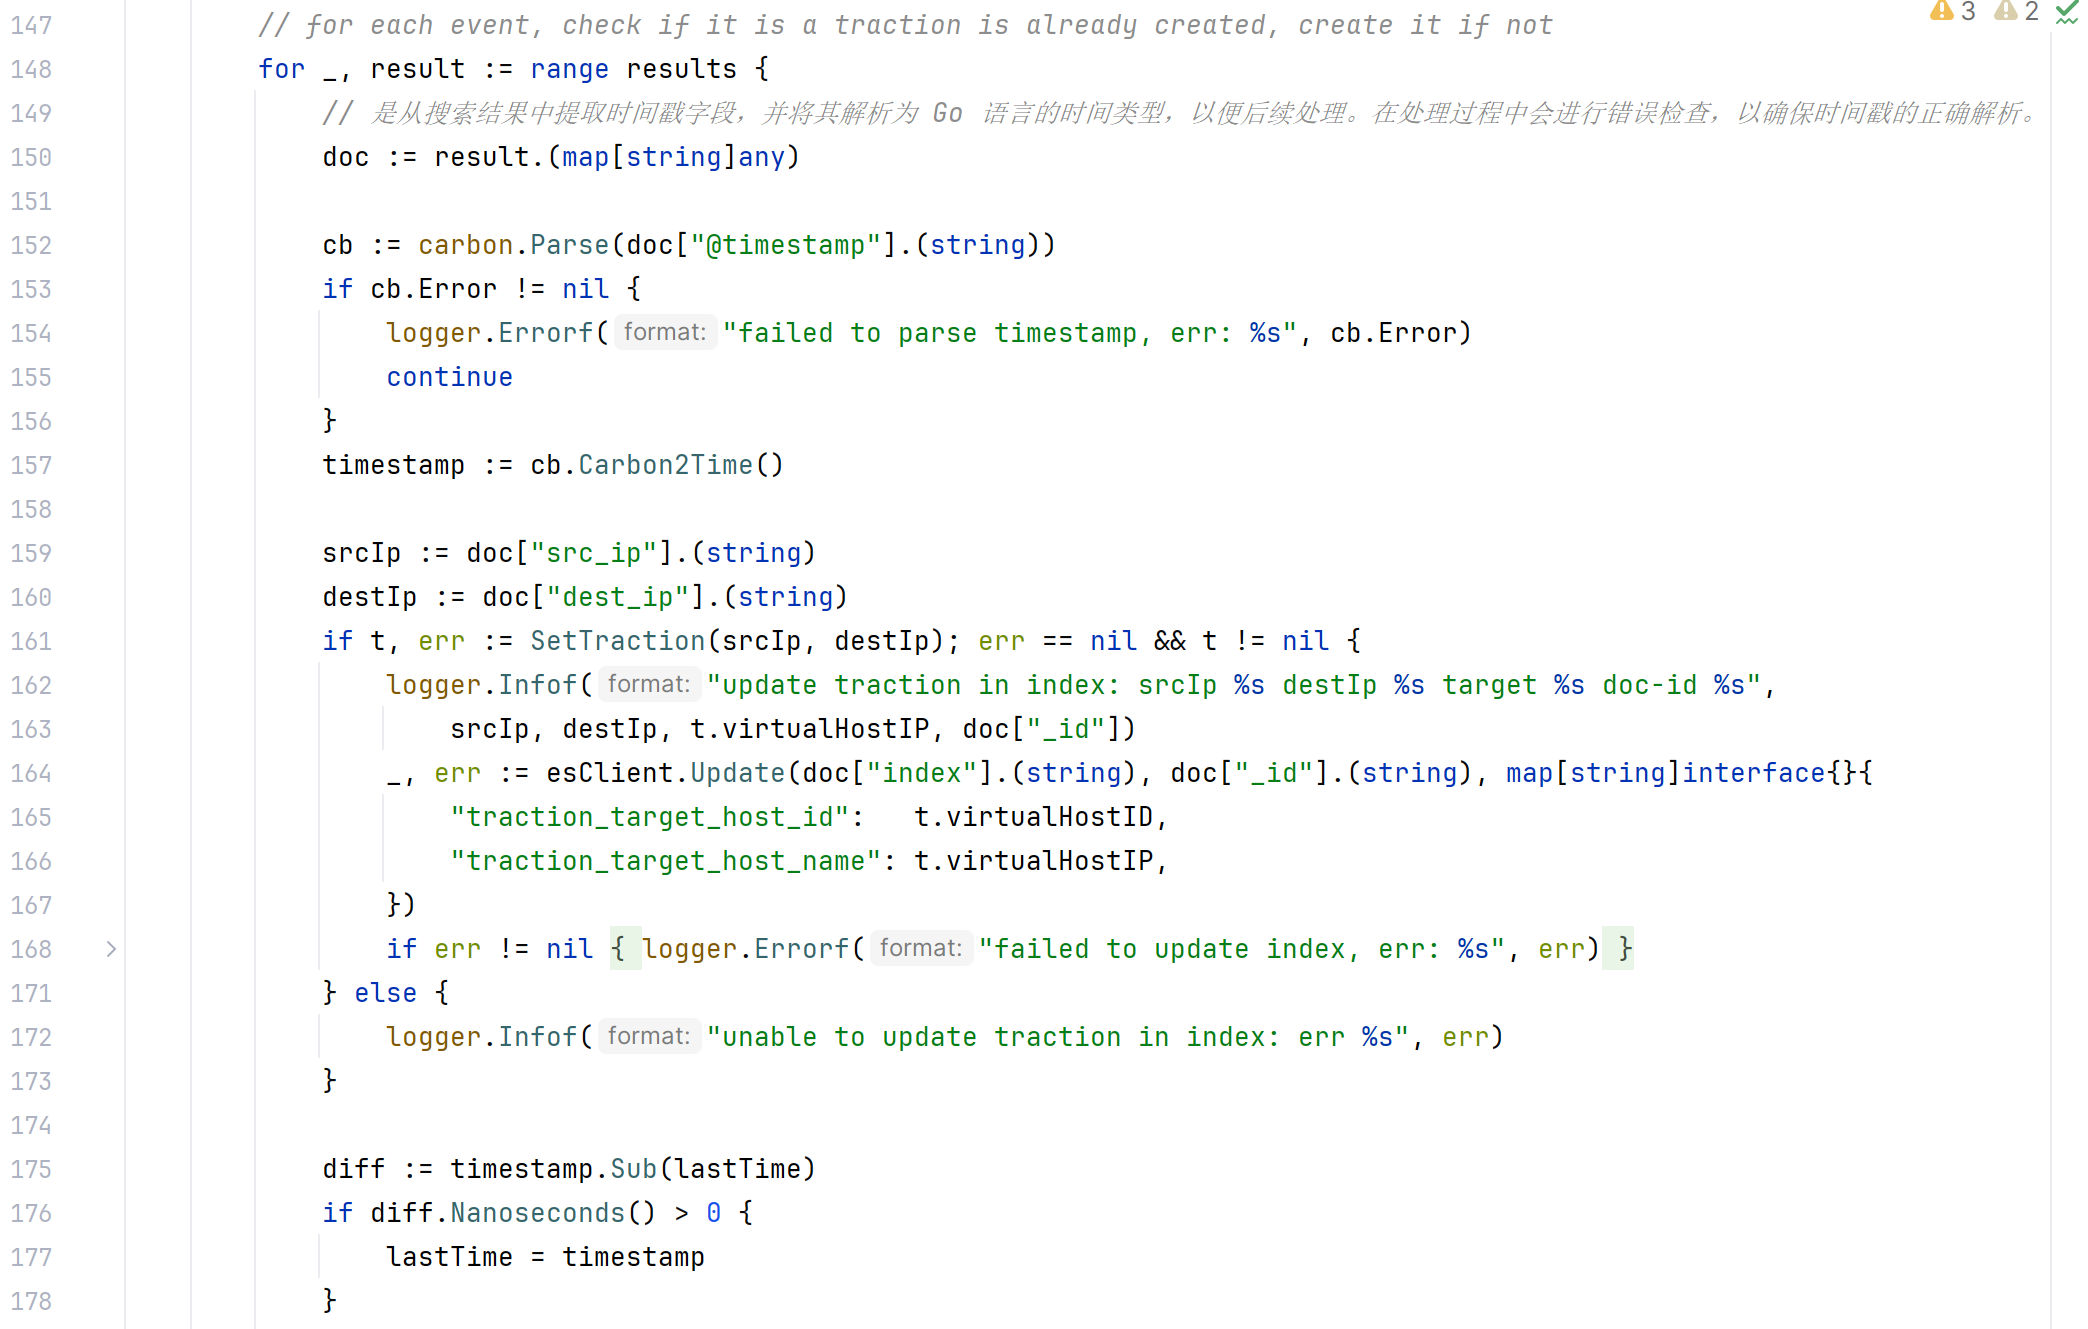 3 2
147 // for each event, check if it is a traction is already created, create it if not
148 for _, result := range results {
149 // 是从搜索结果中提取时间戳字段，并将其解析为 Go 语言的时间类型，以便后续处理。在处理过程中会进行错误检查，以确保时间戳的正确解析。
150 doc := result.(map[string]any)
151
152 cb := carbon.Parse(doc["@timestamp"].(string))
153 if cb.Error != nil {
154 logger.Errorf( format: "failed to parse timestamp, err: %s", cb.Error)
155 continue
156 }
157 timestamp := cb.Carbon2Time()
158
159 srcIp := doc["src_ip"].(string)
160 destIp := doc["dest_ip"].(string)
161 if t, err := SetTraction(srcIp, destIp); err == nil && t != nil {
162 logger.Infof( format: "update traction in index: srcIp %s destIp %s target %s doc-id %s",
163 srcIp, destIp, t.virtualHostIP, doc["_id"])
164 _, err := esClient.Update(doc["index"].(string), doc["_id"].(string), map[string]interface{}{
165 "traction_target_host_id":   t.virtualHostID,
166 "traction_target_host_name": t.virtualHostIP,
167 })
168 if err != nil { logger.Errorf( format: "failed to update index, err: %s", err) }
171 } else {
172 logger.Infof( format: "unable to update traction in index: err %s", err)
173 }
174
175 diff := timestamp.Sub(lastTime)
176 if diff.Nanoseconds() > 0 {
177 lastTime = timestamp
178 }